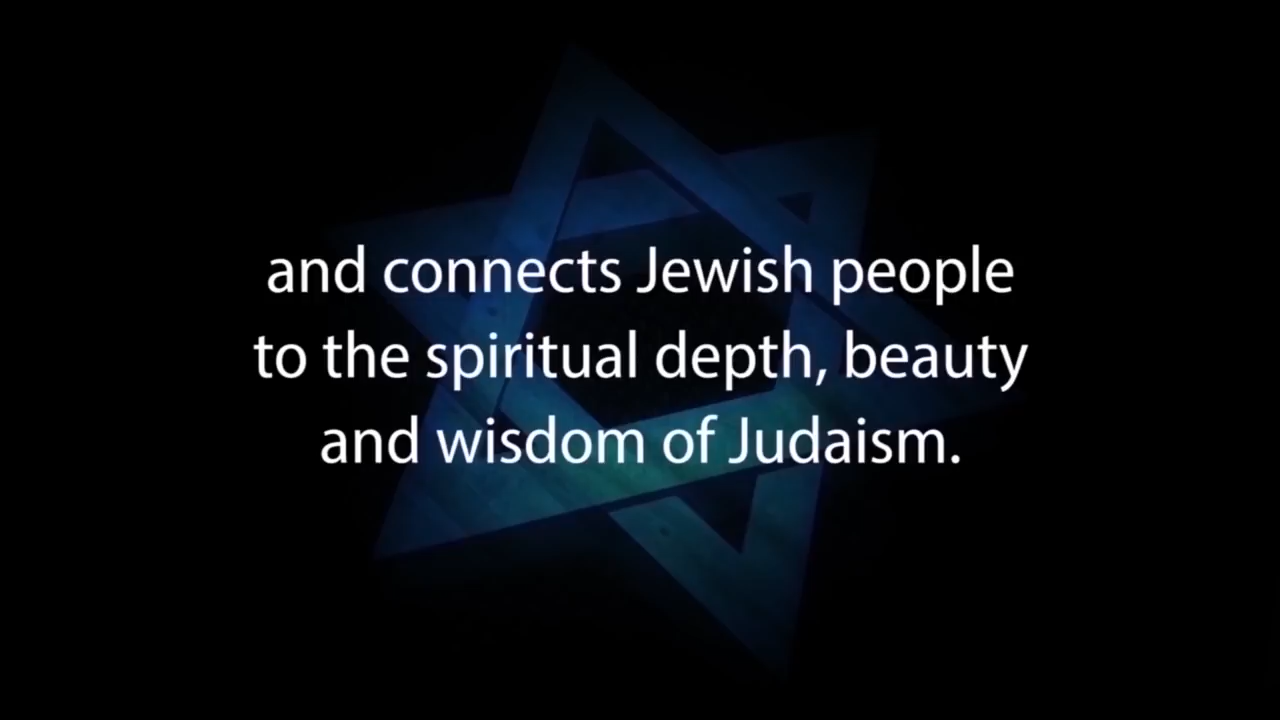 and connects Jewish people
to the spiritual depth, beauty
and wisdom of Judaism.